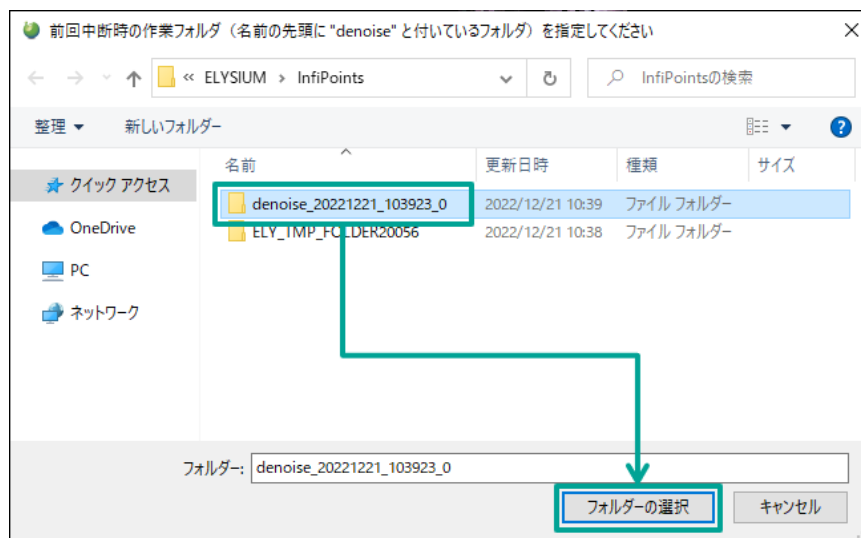 前回中断時の作業フォルダ（名前の先頭に "denoise" と付いているフォルダ）を指定してください
« ELYSIUM › InfiPoints
InfiPointsの検索
整理 新しいフォルダー
名前 更新日時 種類 サイズ
クイック アクセス
denoise_20221221_103923_0 2022/12/21 10:39 ファイル フォルダー
ELY_TMP_FOLDER20056 2022/12/21 10:38 ファイル フォルダー
OneDrive
PC
ネットワーク
フォルダー: denoise_20221221_103923_0
フォルダーの選択 キャンセル